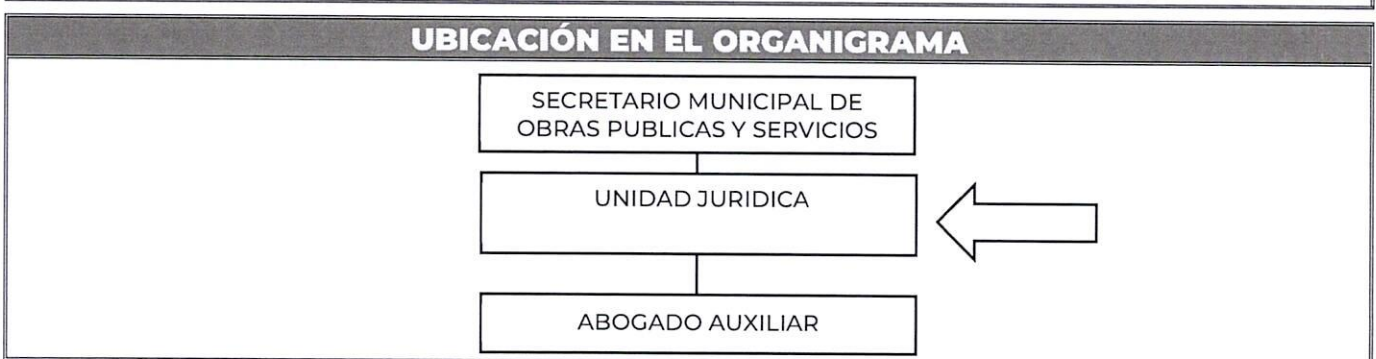 UBICACIÓN EN EL ORGANIGRAMA
SECRETARIO MUNICIPAL DE
OBRAS PUBLICAS Y SERVICIOS
UNIDAD JURIDICA
ABOGADO AUXILIAR